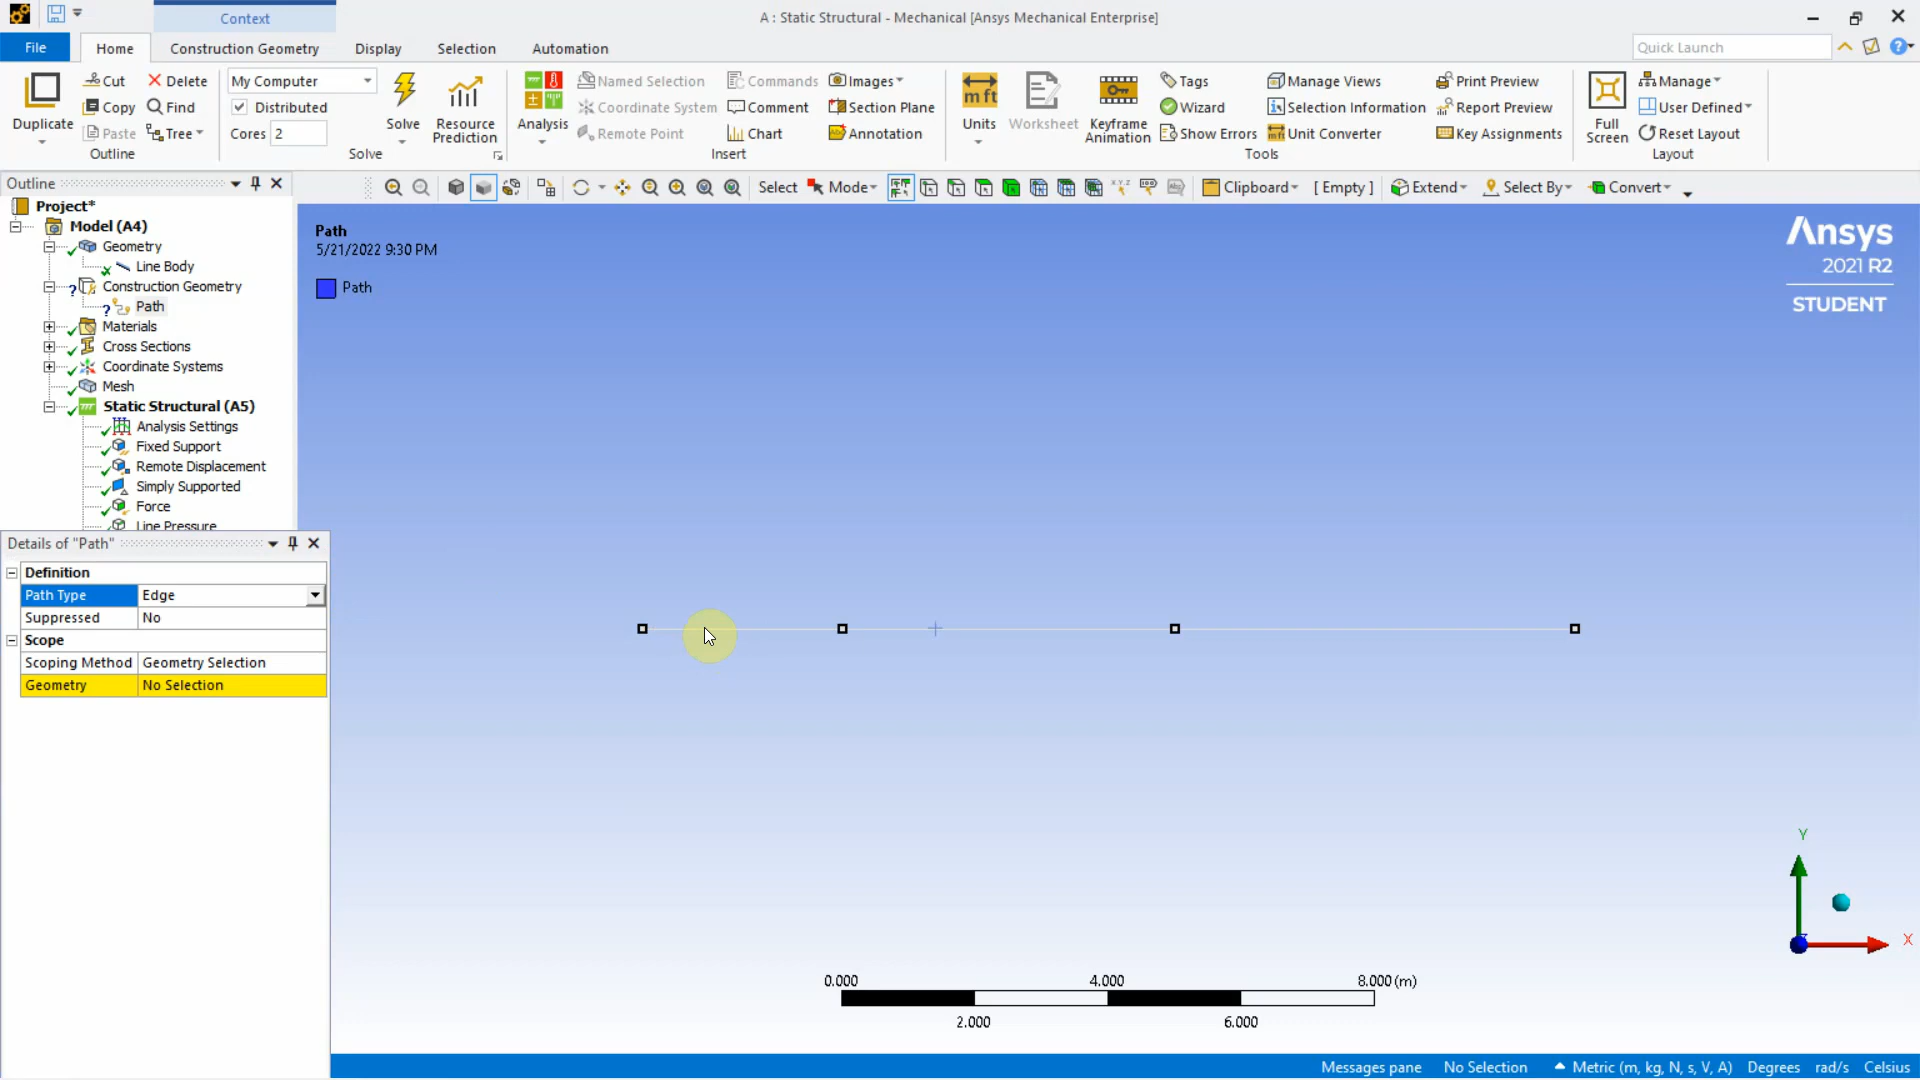 Context
A : Static Structural - Mechanical [Ansys Mechanical Enterprise]
File Home Construction Geometry Display Selection Automation
Quick Launch
Duplicate
Cut Delete
Copy Find
Paste Tree
Outline
My Computer
Distributed
Cores 2
Solve
Resource Prediction
Solve
Analysis
Named Selection Commands Images
Coordinate System Comment Section Plane
Remote Point Chart Annotation
Insert
m ft
Units
Worksheet
Keyframe Animation
Tags Manage Views Print Preview
Wizard Selection Information Report Preview
Show Errors Unit Converter Key Assignments
Tools
Full Screen
Manage
User Defined
Reset Layout
Layout
Outline
Select Mode Clipboard [ Empty ] Extend Select By Convert
Project*
Model (A4)
Geometry
Line Body
Construction Geometry
Path
Materials
Cross Sections
Coordinate Systems
Mesh
Static Structural (A5)
Analysis Settings
Fixed Support
Remote Displacement
Simply Supported
Force
Line Pressure
Details of "Path"
Definition
Path Type Edge
Suppressed No
Scope
Scoping Method Geometry Selection
Geometry No Selection
Path
5/21/2022 9:30 PM
Path
Ansys
2021 R2
STUDENT
Y
X
0.000 4.000 8.000 (m)
2.000 6.000
Messages pane No Selection Metric (m, kg, N, s, V, A) Degrees rad/s Celsius